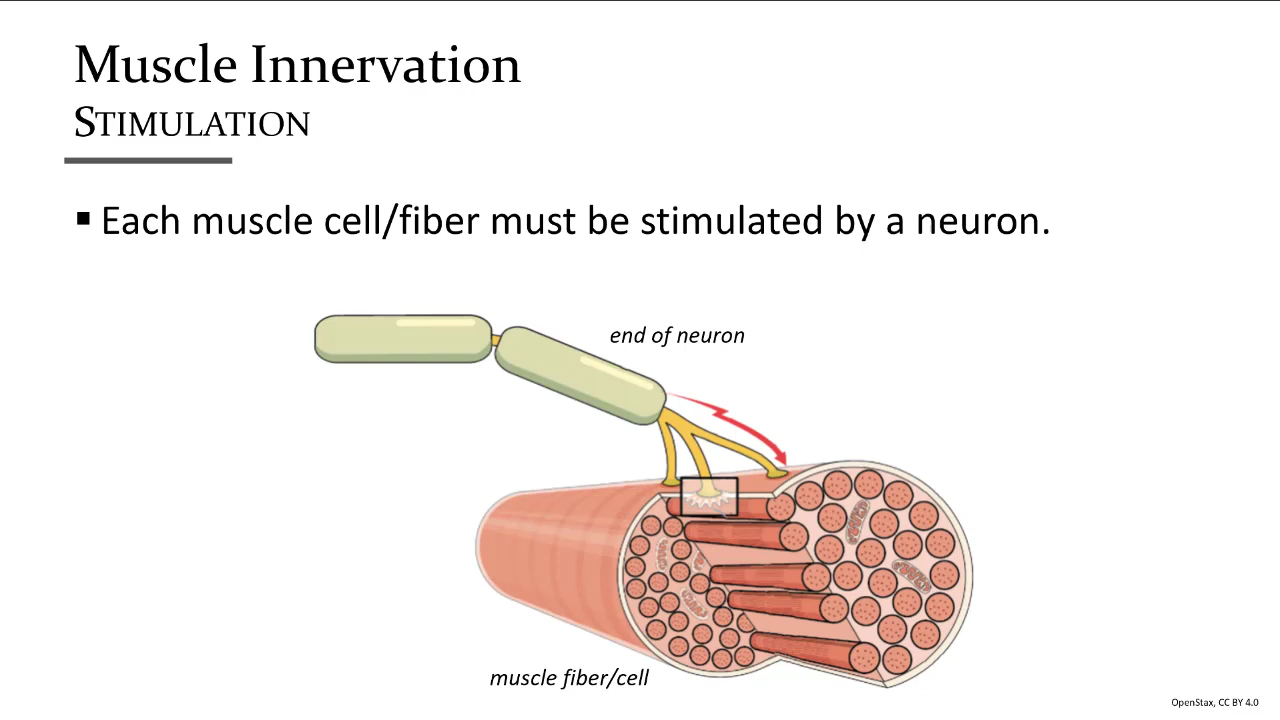 Muscle Innervation
STIMULATION
▪ Each muscle cell/fiber must be stimulated by a neuron.
end of neuron
muscle fiber/cell
OpenStax, CC BY 4.0